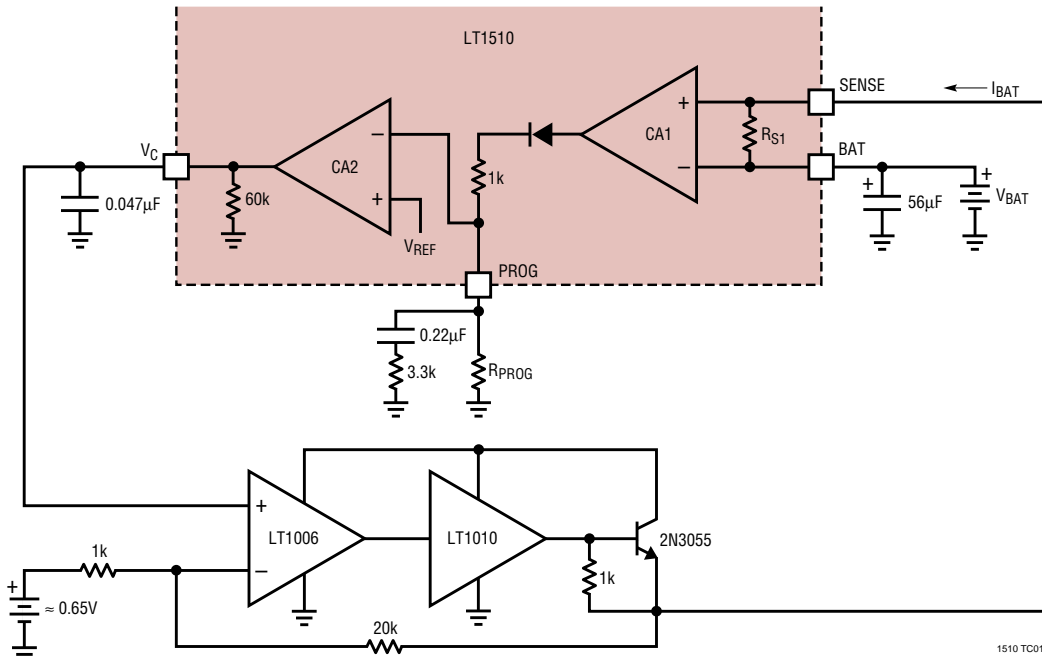 LT1510
SENSE
I_BAT
+
CA1
−
R_S1
BAT
V_C
−
CA2
+
60k
1k
V_REF
0.047µF
+
56µF
+
V_BAT
PROG
0.22µF
3.3k
R_PROG
+
LT1006
−
LT1010
2N3055
1k
1k
+
≈ 0.65V
20k
1510 TC01